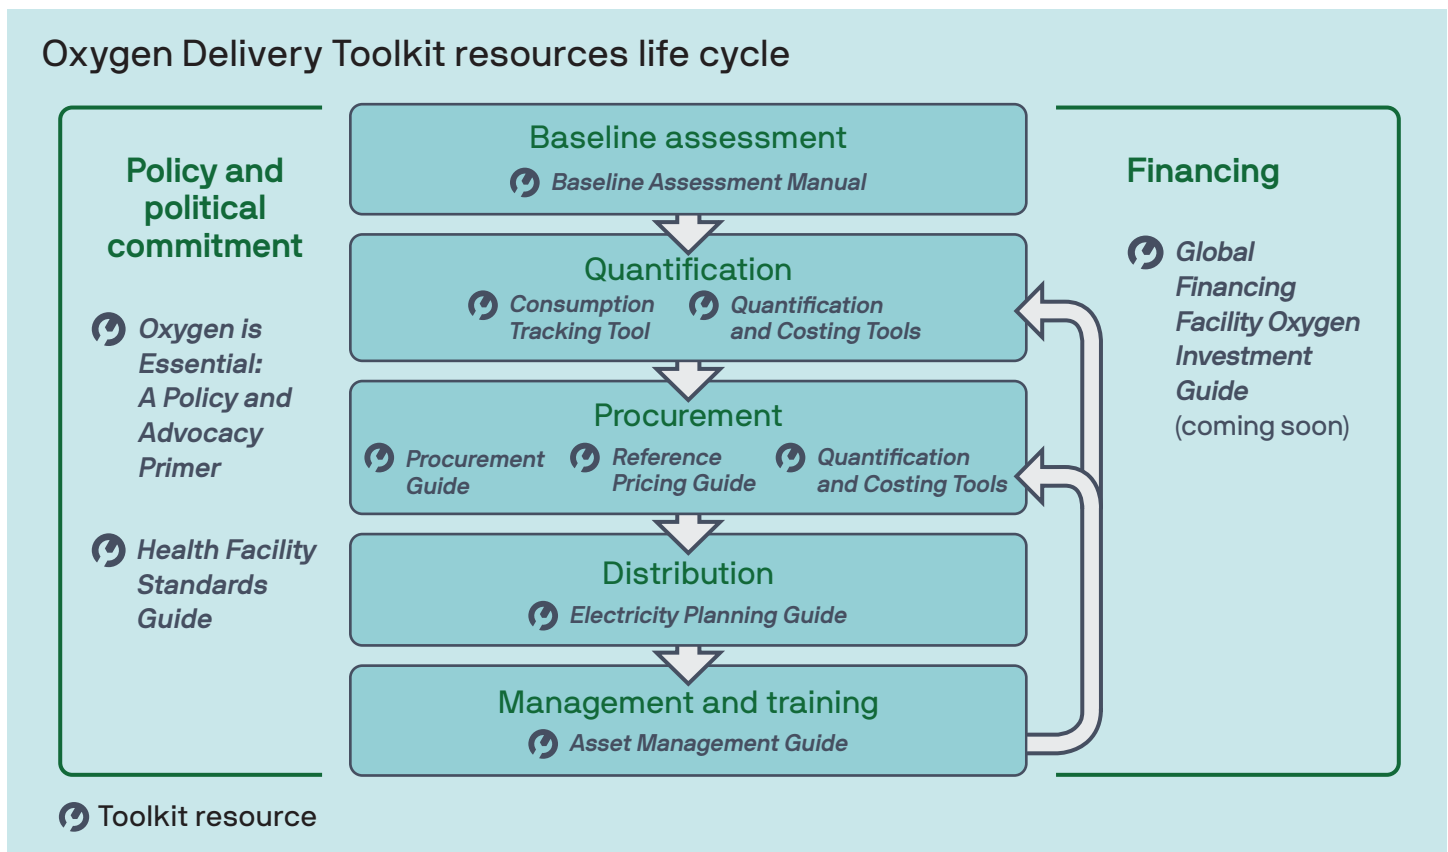 Oxygen Delivery Toolkit resources life cycle
Policy and
political
commitment
Oxygen is
Essential:
A Policy and
Advocacy
Primer
Health Facility
Standards
Guide
Baseline assessment
Baseline Assessment Manual
Quantification
Consumption
Tracking Tool
Quantification
and Costing Tools
Procurement
Procurement
Guide
Reference
Pricing Guide
Quantification
and Costing Tools
Distribution
Electricity Planning Guide
Management and training
Asset Management Guide
Financing
Global
Financing
Facility Oxygen
Investment
Guide
(coming soon)
Toolkit resource